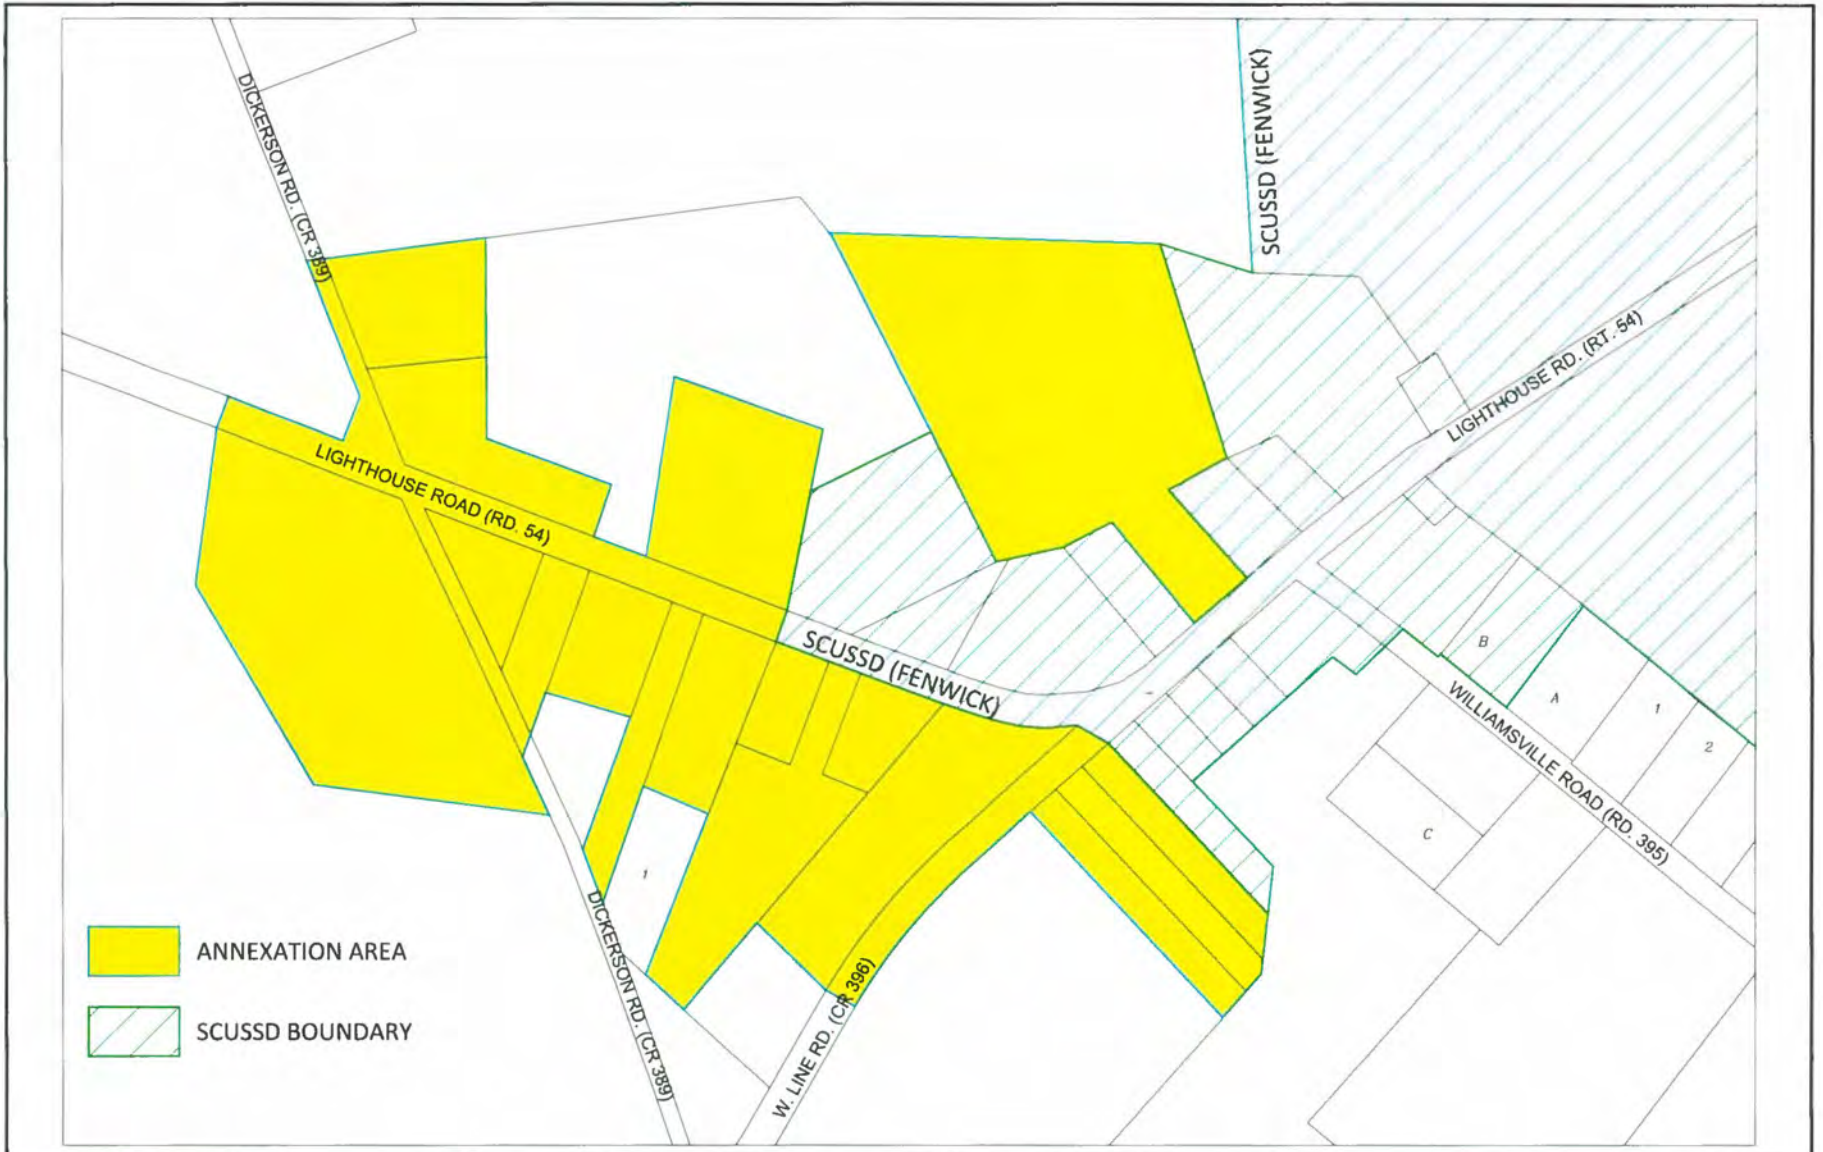 DICKERSON RD. (CR 389)
SCUSSD (FENWICK)
LIGHTHOUSE RD. (RT. 54)
LIGHTHOUSE ROAD (RD. 54)
SCUSSD (FENWICK)
B
A
1
2
WILLIAMSVILLE ROAD (RD. 395)
C
1
DICKERSON RD. (CR 389)
W. LINE RD. (CR 396)
ANNEXATION AREA
SCUSSD BOUNDARY